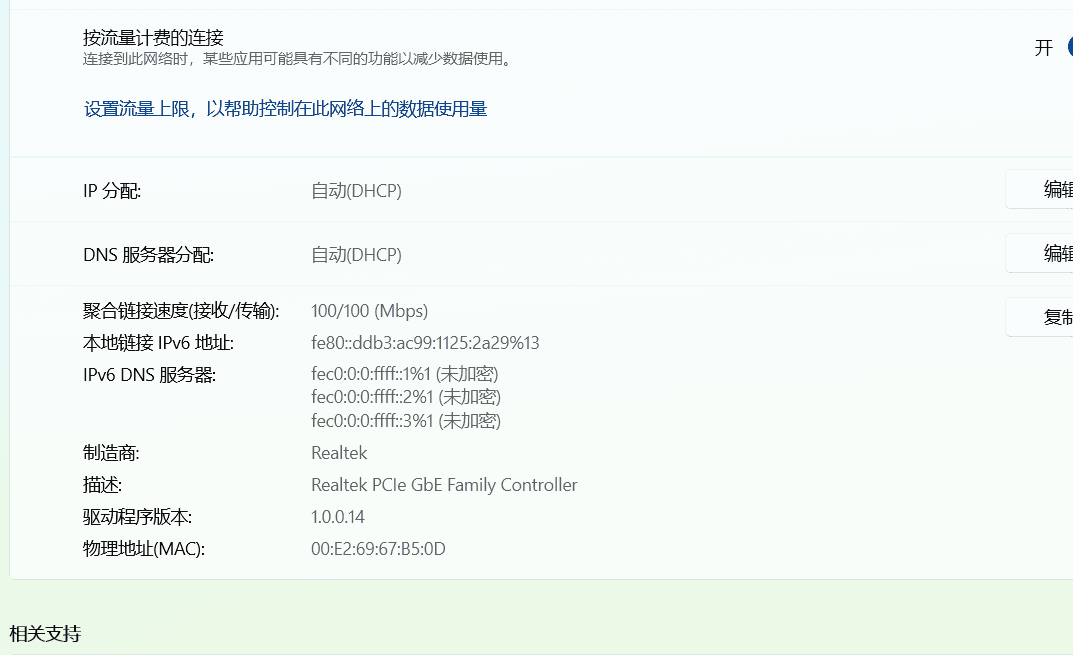 按流量计费的连接
连接到此网络时，某些应用可能具有不同的功能以减少数据使用。
开
设置流量上限，以帮助控制在此网络上的数据使用量
IP 分配: 自动(DHCP) 编辑
DNS 服务器分配: 自动(DHCP) 编辑
聚合链接速度(接收/传输): 100/100 (Mbps) 复制
本地链接 IPv6 地址: fe80::ddb3:ac99:1125:2a29%13
IPv6 DNS 服务器: fec0:0:0:ffff::1%1 (未加密)
fec0:0:0:ffff::2%1 (未加密)
fec0:0:0:ffff::3%1 (未加密)
制造商: Realtek
描述: Realtek PCIe GbE Family Controller
驱动程序版本: 1.0.0.14
物理地址(MAC): 00:E2:69:67:B5:0D
相关支持